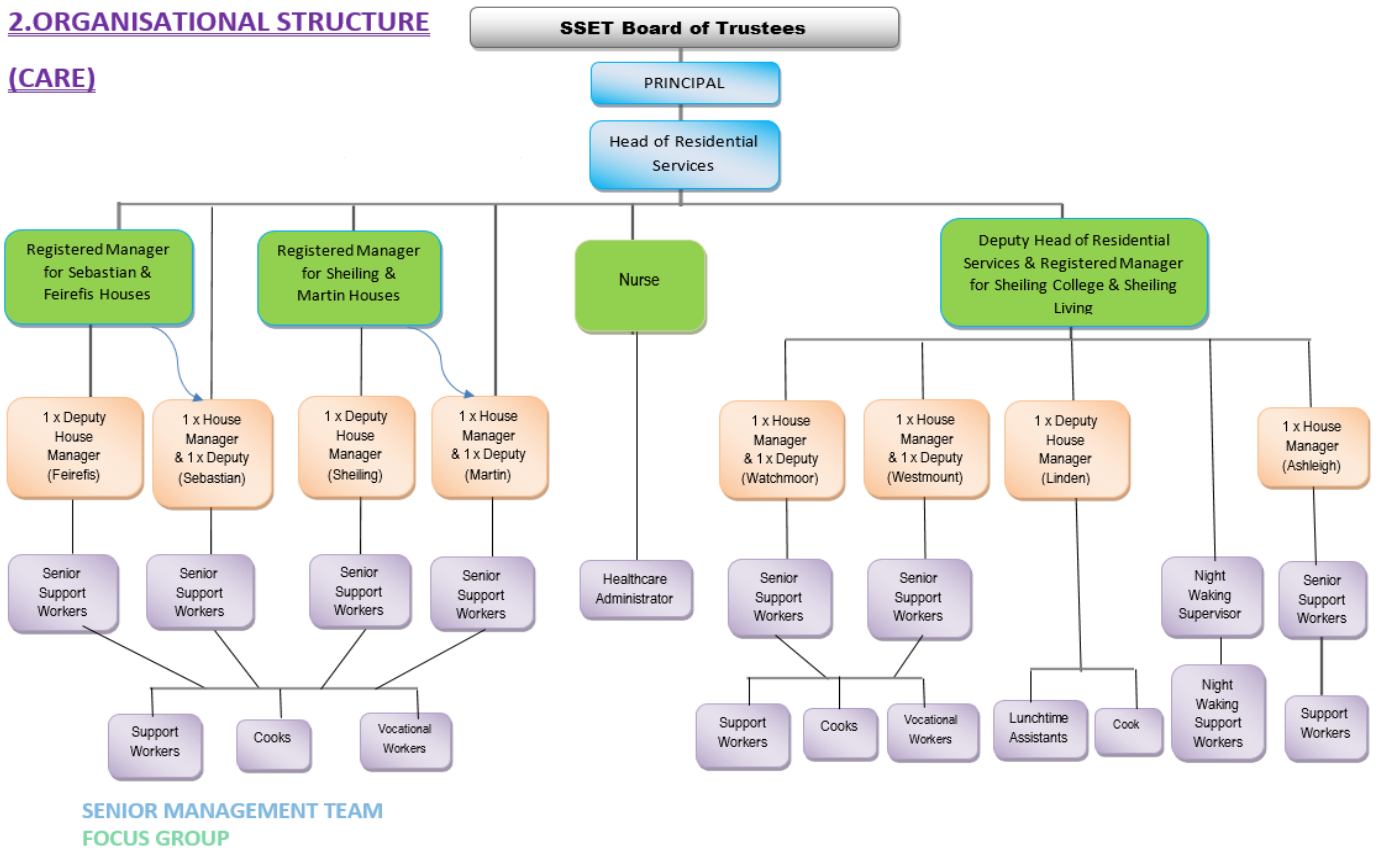 2.ORGANISATIONAL STRUCTURE
(CARE)
SSET Board of Trustees
PRINCIPAL
Head of Residential
Services
Registered Manager
for Sebastian &
Feirefis Houses
Registered Manager
for Sheiling &
Martin Houses
Nurse
Deputy Head of Residential
Services & Registered Manager
for Sheiling College & Sheiling
Living
1 x Deputy
House
Manager
(Feirefis)
1 x House
Manager
& 1 x Deputy
(Sebastian)
1 x Deputy
House
Manager
(Sheiling)
1 x House
Manager
& 1 x Deputy
(Martin)
1 x House
Manager
& 1 x Deputy
(Watchmoor)
1 x House
Manager
& 1 x Deputy
(Westmount)
1 x Deputy
House
Manager
(Linden)
1 x House
Manager
(Ashleigh)
Senior
Support
Workers
Senior
Support
Workers
Senior
Support
Workers
Senior
Support
Workers
Healthcare
Administrator
Senior
Support
Workers
Senior
Support
Workers
Night
Waking
Supervisor
Senior
Support
Workers
Support
Workers
Cooks
Vocational
Workers
Support
Workers
Cooks
Vocational
Workers
Lunchtime
Assistants
Cook
Night
Waking
Support
Workers
Support
Workers
SENIOR MANAGEMENT TEAM
FOCUS GROUP